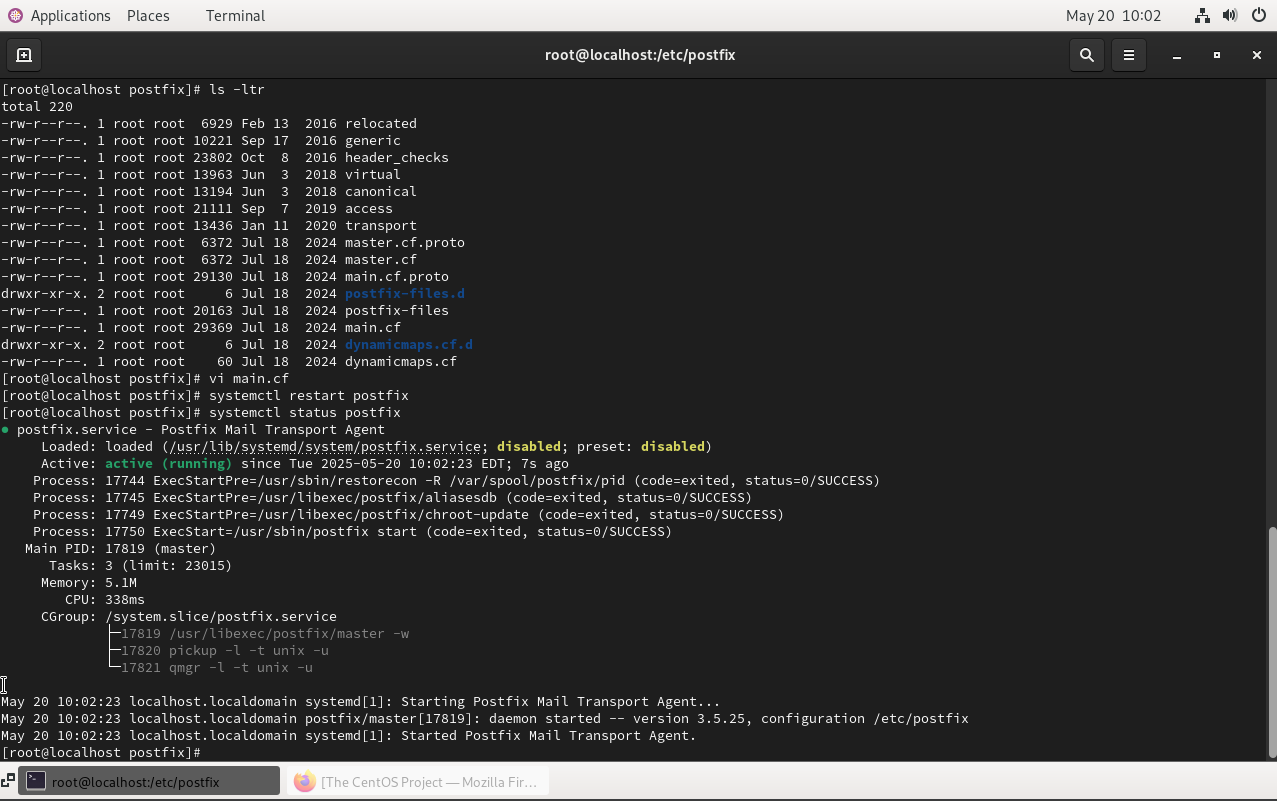 Applications Places Terminal May 20 10:02
root@localhost:/etc/postfix
[root@localhost postfix]# ls -ltr
total 220
-rw-r--r--. 1 root root  6929 Feb 13  2016 relocated
-rw-r--r--. 1 root root 10221 Sep 17  2016 generic
-rw-r--r--. 1 root root 23802 Oct  8  2016 header_checks
-rw-r--r--. 1 root root 13963 Jun  3  2018 virtual
-rw-r--r--. 1 root root 13194 Jun  3  2018 canonical
-rw-r--r--. 1 root root 21111 Sep  7  2019 access
-rw-r--r--. 1 root root 13436 Jan 11  2020 transport
-rw-r--r--. 1 root root  6372 Jul 18  2024 master.cf.proto
-rw-r--r--. 1 root root  6372 Jul 18  2024 master.cf
-rw-r--r--. 1 root root 29130 Jul 18  2024 main.cf.proto
drwxr-xr-x. 2 root root     6 Jul 18  2024 postfix-files.d
-rw-r--r--. 1 root root 20163 Jul 18  2024 postfix-files
-rw-r--r--. 1 root root 29369 Jul 18  2024 main.cf
drwxr-xr-x. 2 root root     6 Jul 18  2024 dynamicmaps.cf.d
-rw-r--r--. 1 root root    60 Jul 18  2024 dynamicmaps.cf
[root@localhost postfix]# vi main.cf
[root@localhost postfix]# systemctl restart postfix
[root@localhost postfix]# systemctl status postfix
● postfix.service - Postfix Mail Transport Agent
     Loaded: loaded (/usr/lib/systemd/system/postfix.service; disabled; preset: disabled)
     Active: active (running) since Tue 2025-05-20 10:02:23 EDT; 7s ago
    Process: 17744 ExecStartPre=/usr/sbin/restorecon -R /var/spool/postfix/pid (code=exited, status=0/SUCCESS)
    Process: 17745 ExecStartPre=/usr/libexec/postfix/aliasesdb (code=exited, status=0/SUCCESS)
    Process: 17749 ExecStartPre=/usr/libexec/postfix/chroot-update (code=exited, status=0/SUCCESS)
    Process: 17750 ExecStart=/usr/sbin/postfix start (code=exited, status=0/SUCCESS)
   Main PID: 17819 (master)
      Tasks: 3 (limit: 23015)
     Memory: 5.1M
        CPU: 338ms
     CGroup: /system.slice/postfix.service
             ├─17819 /usr/libexec/postfix/master -w
             ├─17820 pickup -l -t unix -u
             └─17821 qmgr -l -t unix -u
May 20 10:02:23 localhost.localdomain systemd[1]: Starting Postfix Mail Transport Agent...
May 20 10:02:23 localhost.localdomain postfix/master[17819]: daemon started -- version 3.5.25, configuration /etc/postfix
May 20 10:02:23 localhost.localdomain systemd[1]: Started Postfix Mail Transport Agent.
[root@localhost postfix]#
root@localhost:/etc/postfix [The CentOS Project — Mozilla Fir...